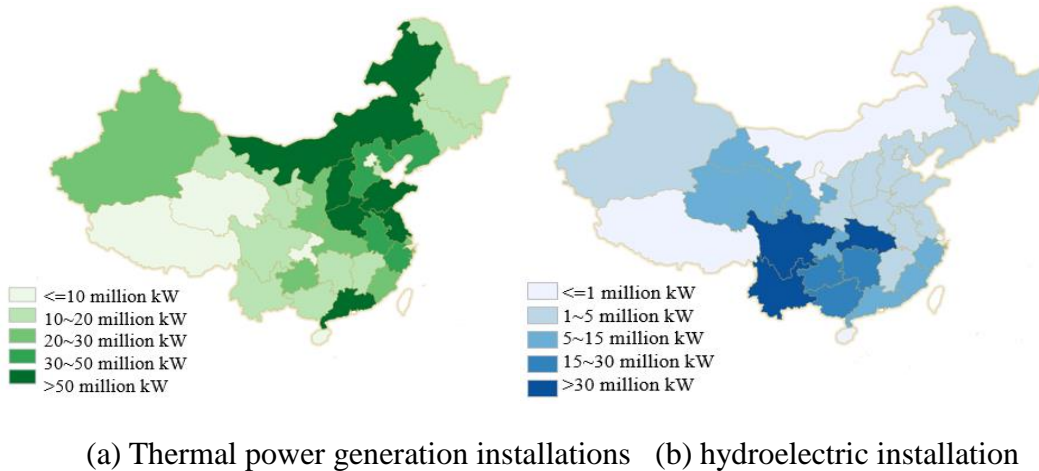 <=10 million kW
10~20 million kW
20~30 million kW
30~50 million kW
>50 million kW
<=1 million kW
1~5 million kW
5~15 million kW
15~30 million kW
>30 million kW
(a) Thermal power generation installations (b) hydroelectric installation